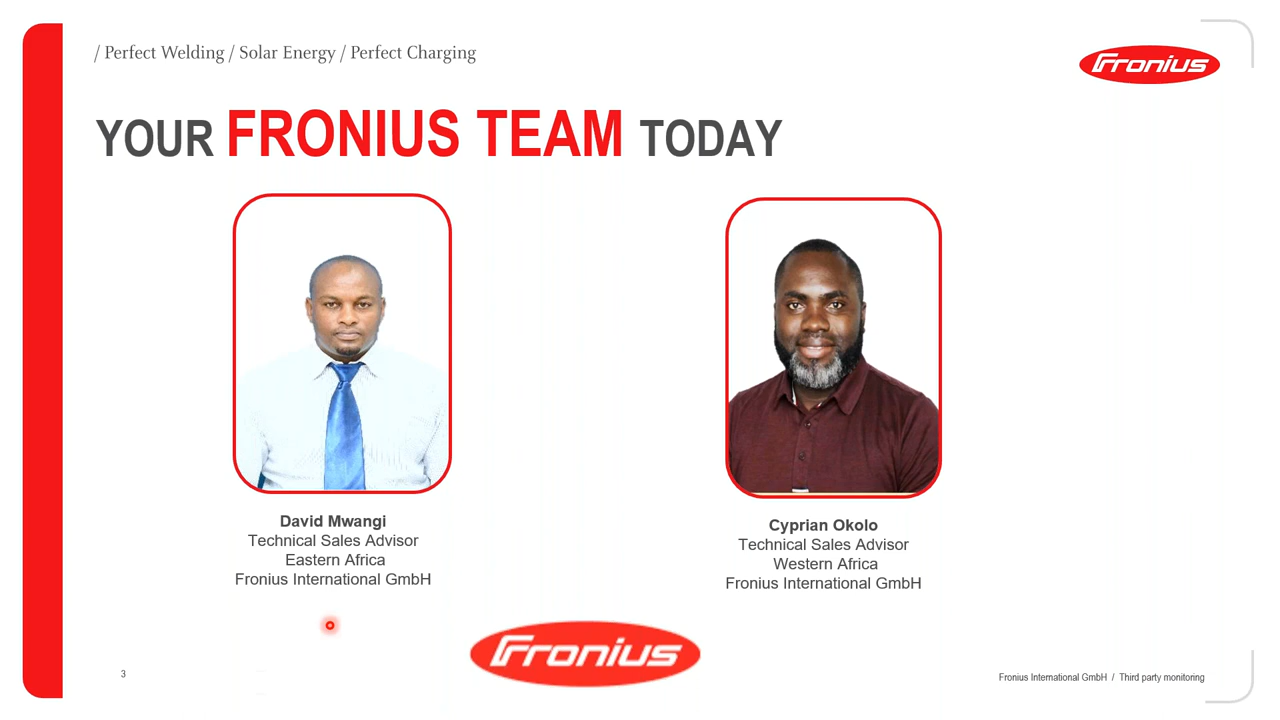 / Perfect Welding / Solar Energy / Perfect Charging
Fronius
YOUR FRONIUS TEAM TODAY
David Mwangi
Technical Sales Advisor
Eastern Africa
Fronius International GmbH
Cyprian Okolo
Technical Sales Advisor
Western Africa
Fronius International GmbH
Fronius
3
Fronius International GmbH / Third party monitoring